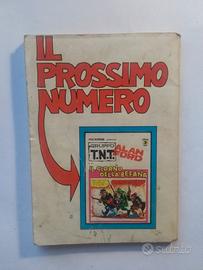 IL
PROSSIMO
NUMERO
GRUPPO
T.N.T.
ALAN
FORD
IL GIORNO DELLA BEFANA
subito